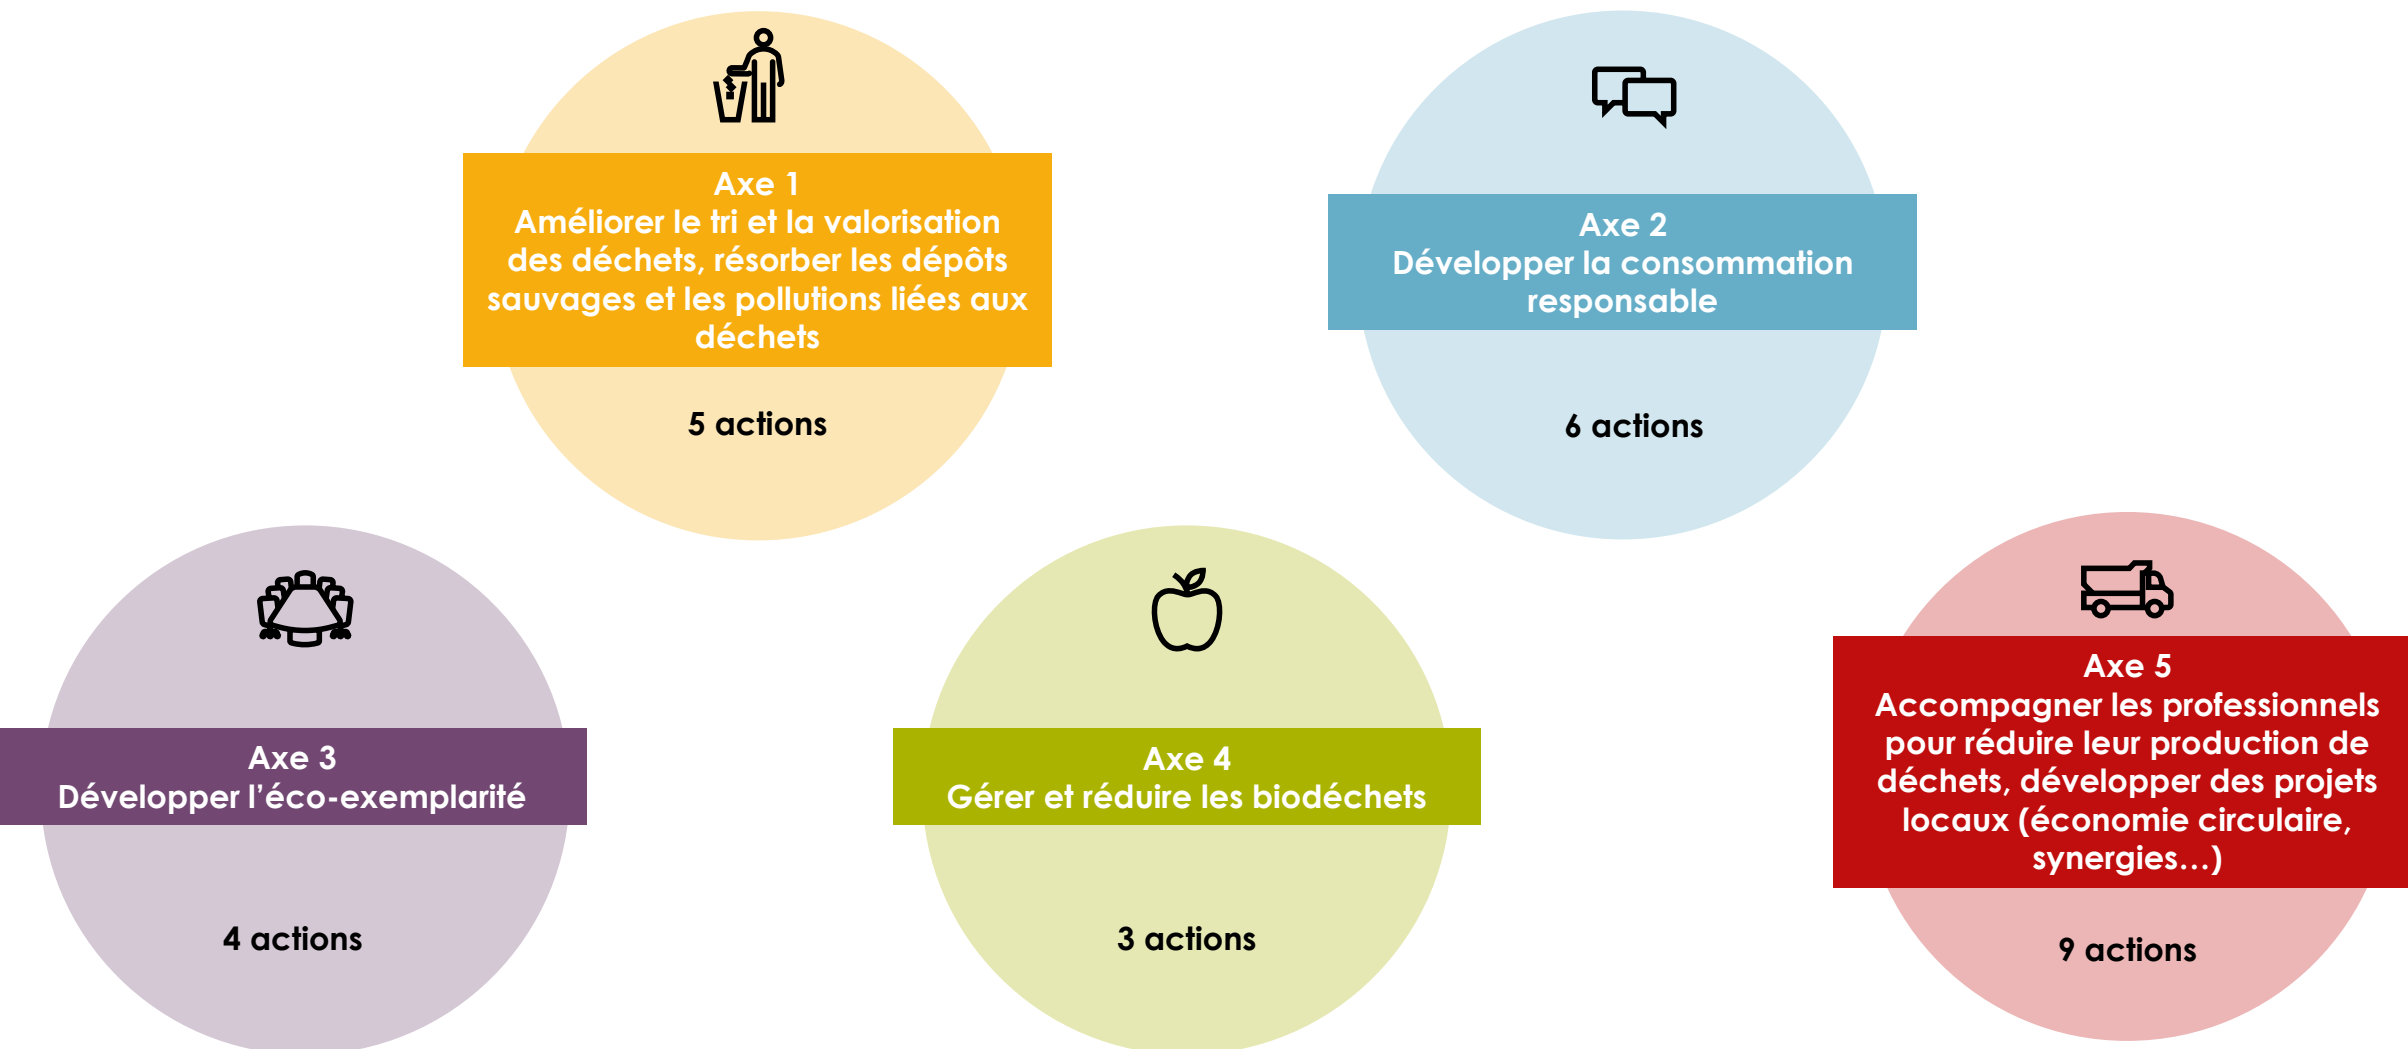 Axe 1
Améliorer le tri et la valorisation
des déchets, résorber les dépôts
sauvages et les pollutions liées aux
déchets
5 actions
Axe 2
Développer la consommation
responsable
6 actions
Axe 3
Développer l’éco-exemplarité
4 actions
Axe 4
Gérer et réduire les biodéchets
3 actions
Axe 5
Accompagner les professionnels
pour réduire leur production de
déchets, développer des projets
locaux (économie circulaire,
synergies…)
9 actions